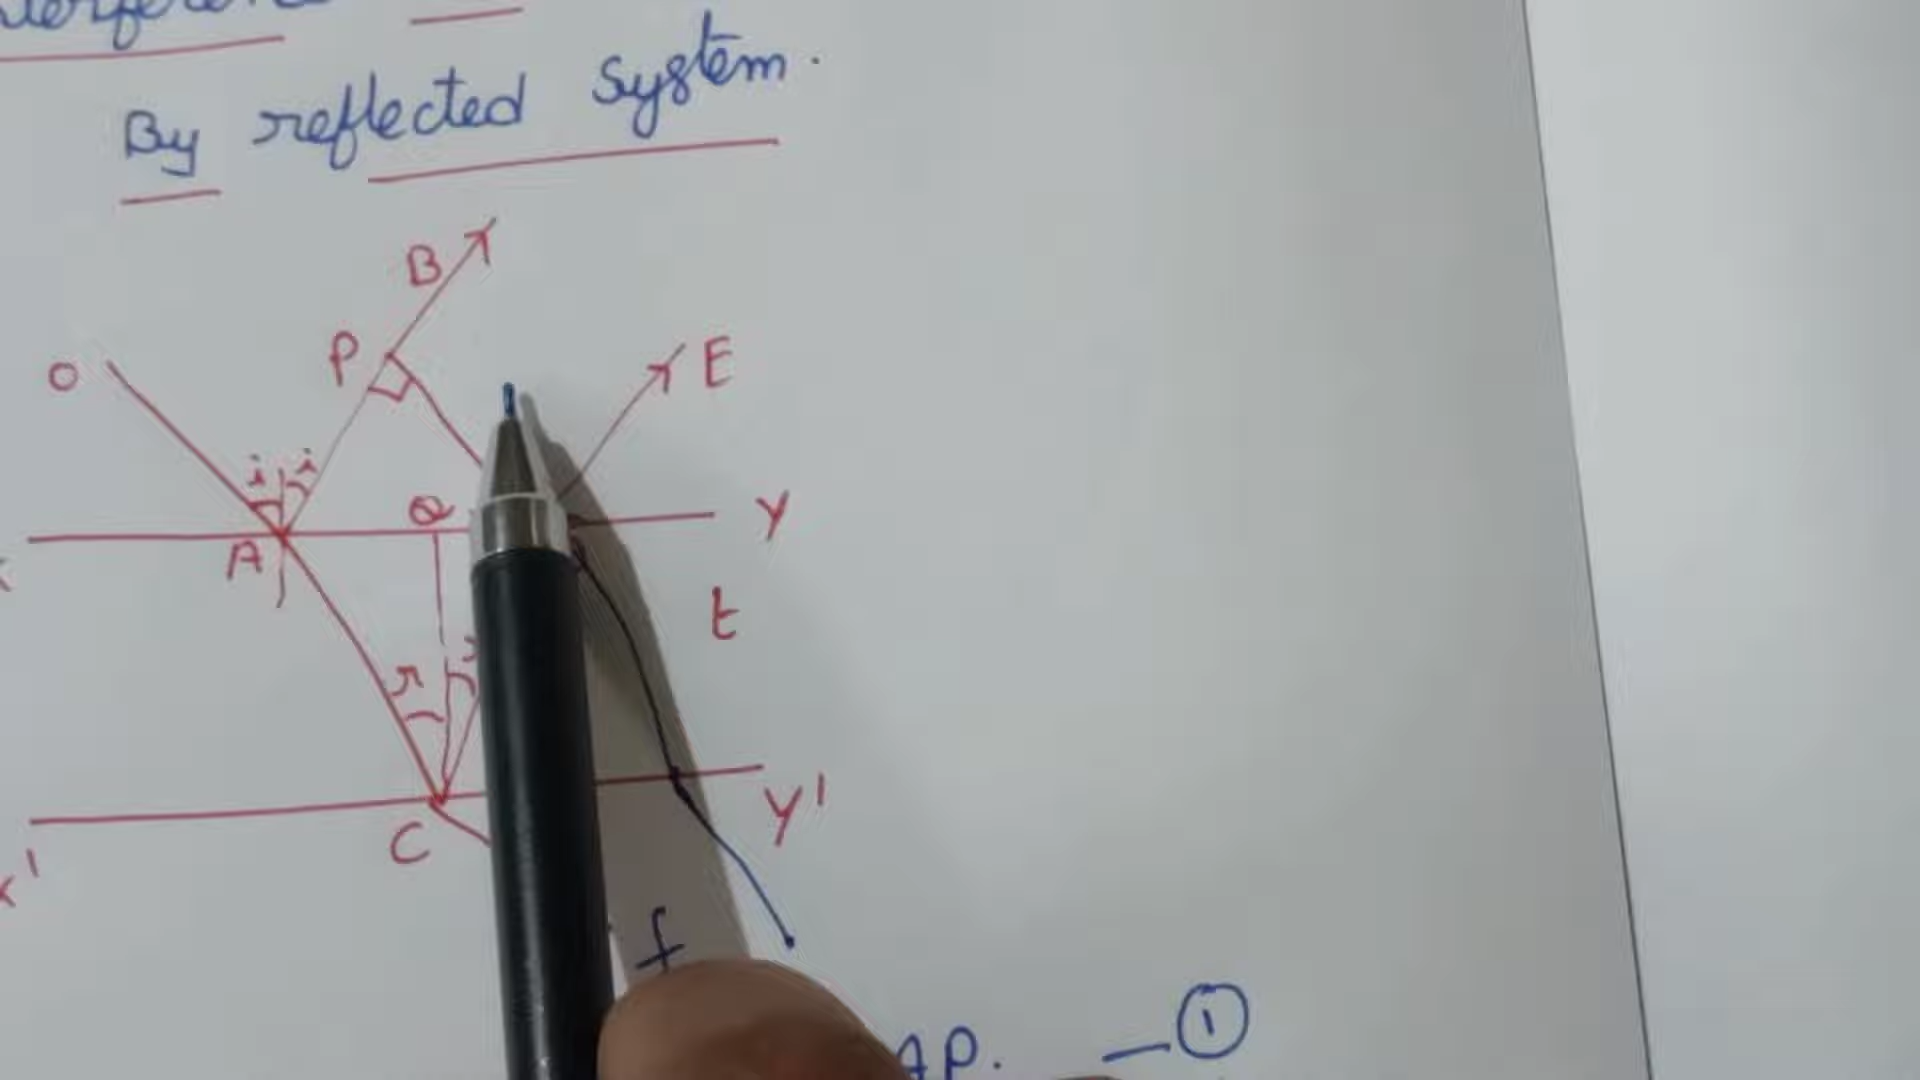 By reflected System.
B
P
E
O
i i
Q
Y
A
t
r
C
Y'
X'
f
AP. — ①